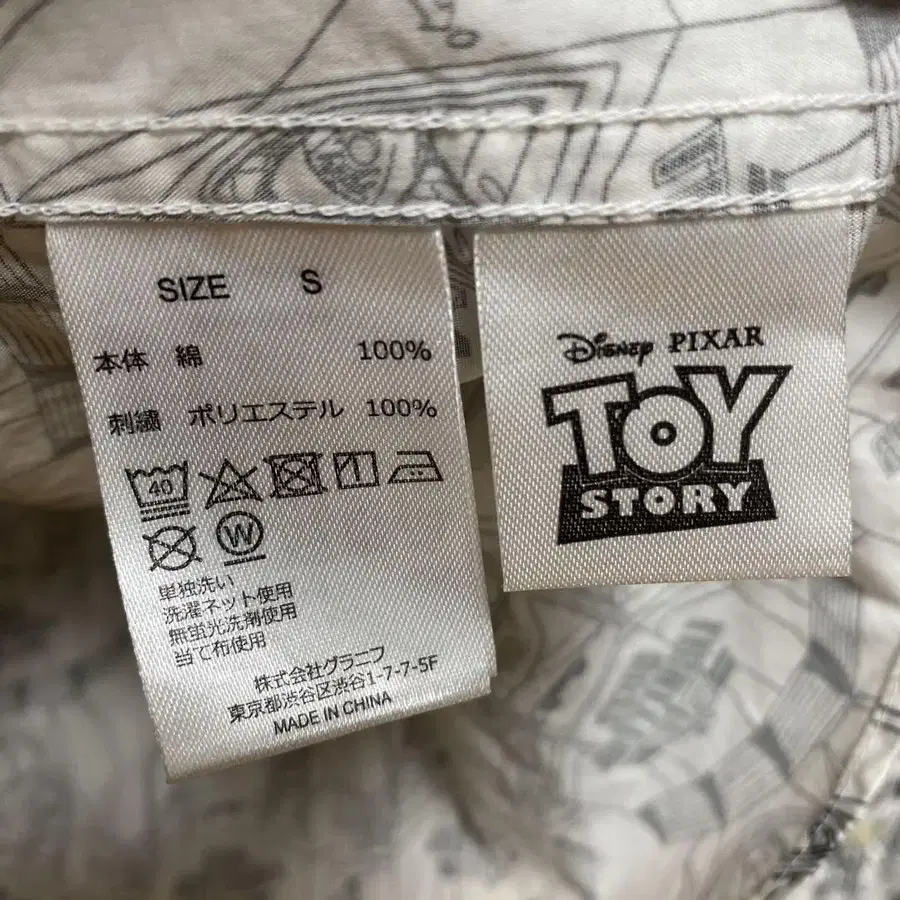 SIZE S
本体 綿 100%
刺繍 ポリエステル 100%
40
W
単独洗い
洗濯ネット使用
無蛍光洗剤使用
当て布使用
株式会社グラニフ
東京都渋谷区渋谷1-7-7-5F
MADE IN CHINA
Disney PIXAR
TOY
STORY